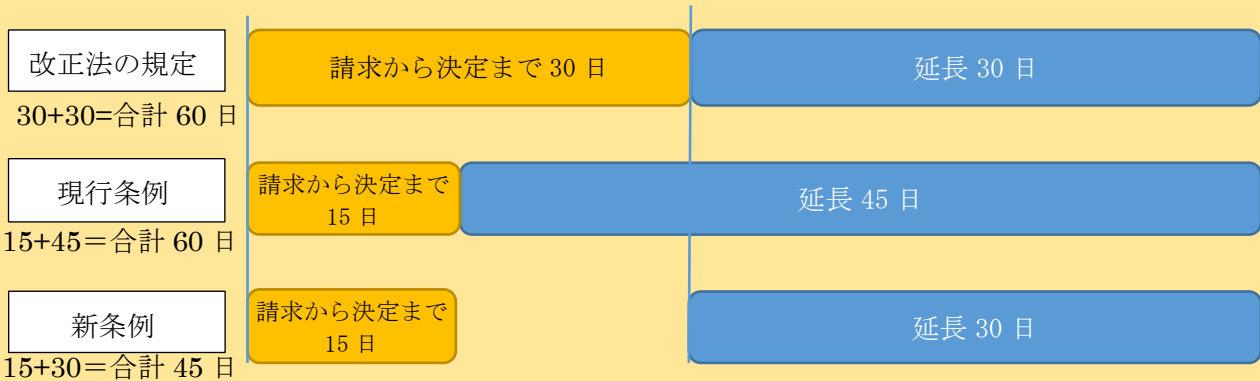 改正法の規定
請求から決定まで 30 日
延長 30 日
30+30=合計 60 日
現行条例
請求から決定まで
15 日
延長 45 日
15+45＝合計 60 日
新条例
請求から決定まで
15 日
延長 30 日
15+30＝合計 45 日